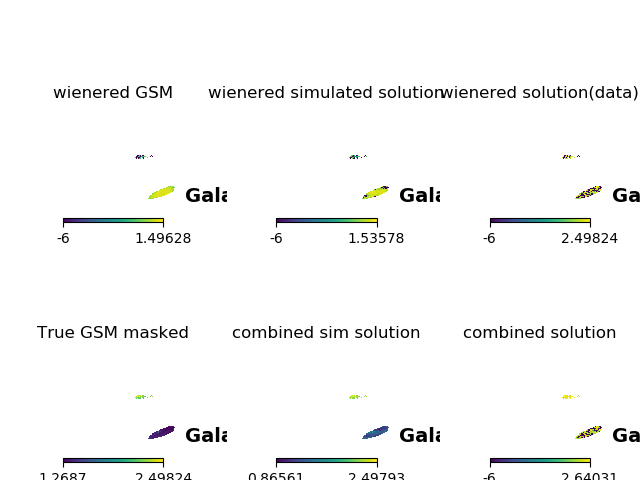 wienered GSM wienered simulated solution wienered solution(data)
Gala Gala Ga
-6 1.49628 -6 1.53578 -6 2.49824
True GSM masked combined sim solution combined solution
Gala Gala Ga
1.2687 2.49824 0.86561 2.49793 -6 2.64031